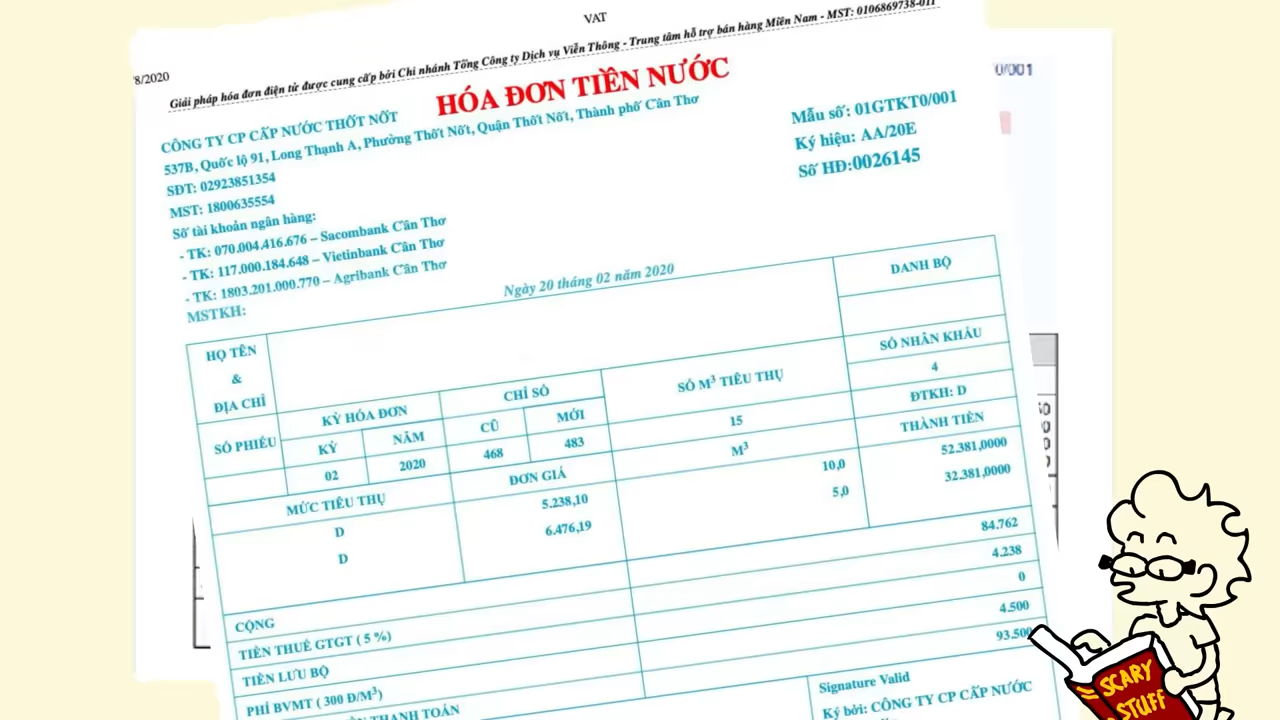 VAT
/8/2020
Giải pháp hóa đơn điện tử được cung cấp bởi Chi nhánh Tổng Công ty Dịch vụ Viễn Thông - Trung tâm hỗ trợ bán hàng Miền Nam - MST: 0106869738-011
HÓA ĐƠN TIỀN NƯỚC
0/001
CÔNG TY CP CẤP NƯỚC THỐT NỐT
537B, Quốc lộ 91, Long Thạnh A, Phường Thốt Nốt, Quận Thốt Nốt, Thành phố Cần Thơ
SĐT: 02923851354
MST: 1800635554
Số tài khoản ngân hàng:
- TK: 070.004.416.676 – Sacombank Cần Thơ
- TK: 117.000.184.648 – Vietinbank Cần Thơ
- TK: 1803.201.000.770 – Agribank Cần Thơ
MSTKH:
Mẫu số: 01GTKT0/001
Ký hiệu: AA/20E
Số HĐ:0026145
Ngày 20 tháng 02 năm 2020
DANH BỘ
HỌ TÊN
&
ĐỊA CHỈ
SỐ NHÂN KHẨU
4
SỐ PHIẾU
KỲ HÓA ĐƠN
CHỈ SỐ
SỐ M³ TIÊU THỤ
ĐTKH: D
KỲ NĂM CŨ MỚI
02 2020 468 483 15
MỨC TIÊU THỤ ĐƠN GIÁ M³ THÀNH TIỀN
D 5.238,10 10,0 52.381,0000
D 6.476,19 5,0 32.381,0000
CỘNG 84.762
TIỀN THUẾ GTGT ( 5 %) 4.238
TIỀN LƯU BỘ 0
PHÍ BVMT ( 300 Đ/M³) 4.500
THANH TOÁN 93.500
Signature Valid
Ký bởi: CÔNG TY CP CẤP NƯỚC
SCARY
STUFF